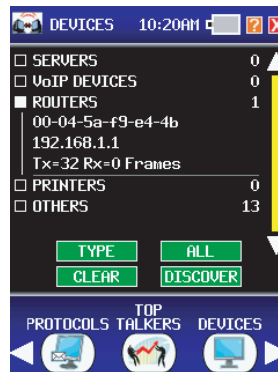 DEVICES 10:20AM ? X
SERVERS 0
VoIP DEVICES 0
ROUTERS 1
00-04-5a-f9-e4-4b
192.168.1.1
Tx=32 Rx=0 Frames
PRINTERS 0
OTHERS 13
TYPE ALL
CLEAR DISCOVER
PROTOCOLS TOP TALKERS DEVICES